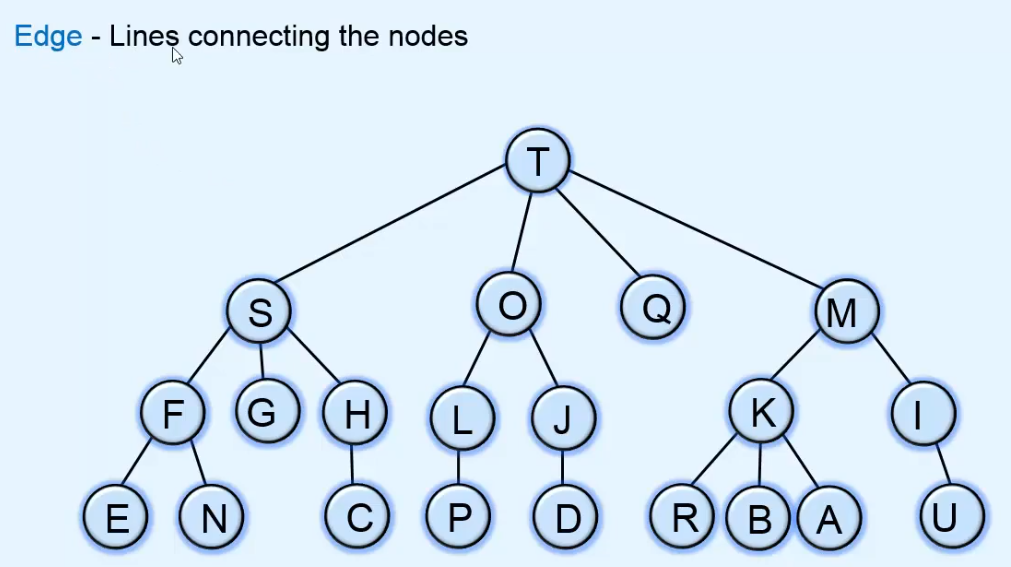 Edge - Lines connecting the nodes
T
S O Q M
F G H L J K I
E N C P D R B A U